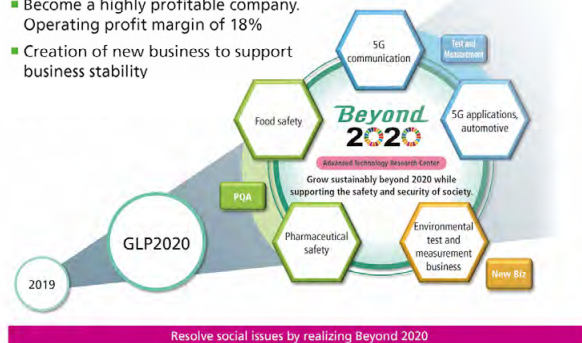 Become a highly profitable company.
Operating profit margin of 18%
Creation of new business to support
business stability
5G
communication
Test and
Measurement
Food safety
Beyond
2020
5G applications,
automotive
Advanced Technology Research Center
Grow sustainably beyond 2020 while
supporting the safety and security of society.
PQA
GLP2020
Pharmaceutical
safety
Environmental
test and
measurement
business
New Biz
2019
Resolve social issues by realizing Beyond 2020